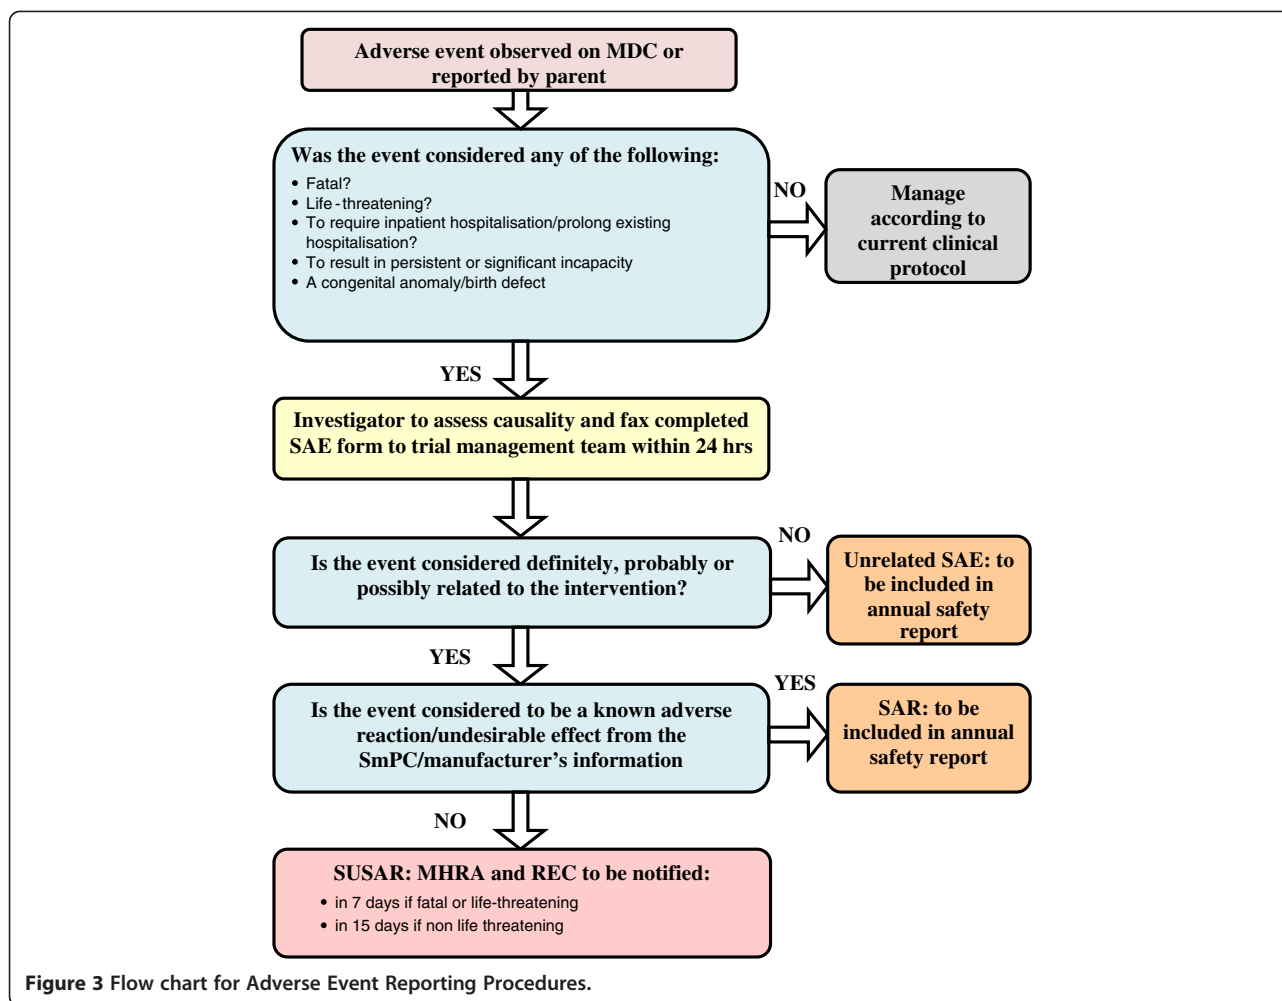 Adverse event observed on MDC or
reported by parent
Was the event considered any of the following:
• Fatal?
• Life-threatening?
• To require inpatient hospitalisation/prolong existing
hospitalisation?
• To result in persistent or significant incapacity
• A congenital anomaly/birth defect
NO
Manage
according to
current clinical
protocol
YES
Investigator to assess causality and fax completed
SAE form to trial management team within 24 hrs
Is the event considered definitely, probably or
possibly related to the intervention?
NO
Unrelated SAE: to
be included in
annual safety
report
YES
Is the event considered to be a known adverse
reaction/undesirable effect from the
SmPC/manufacturer's information
YES
SAR: to be
included in annual
safety report
NO
SUSAR: MHRA and REC to be notified:
• in 7 days if fatal or life-threatening
• in 15 days if non life threatening
Figure 3 Flow chart for Adverse Event Reporting Procedures.